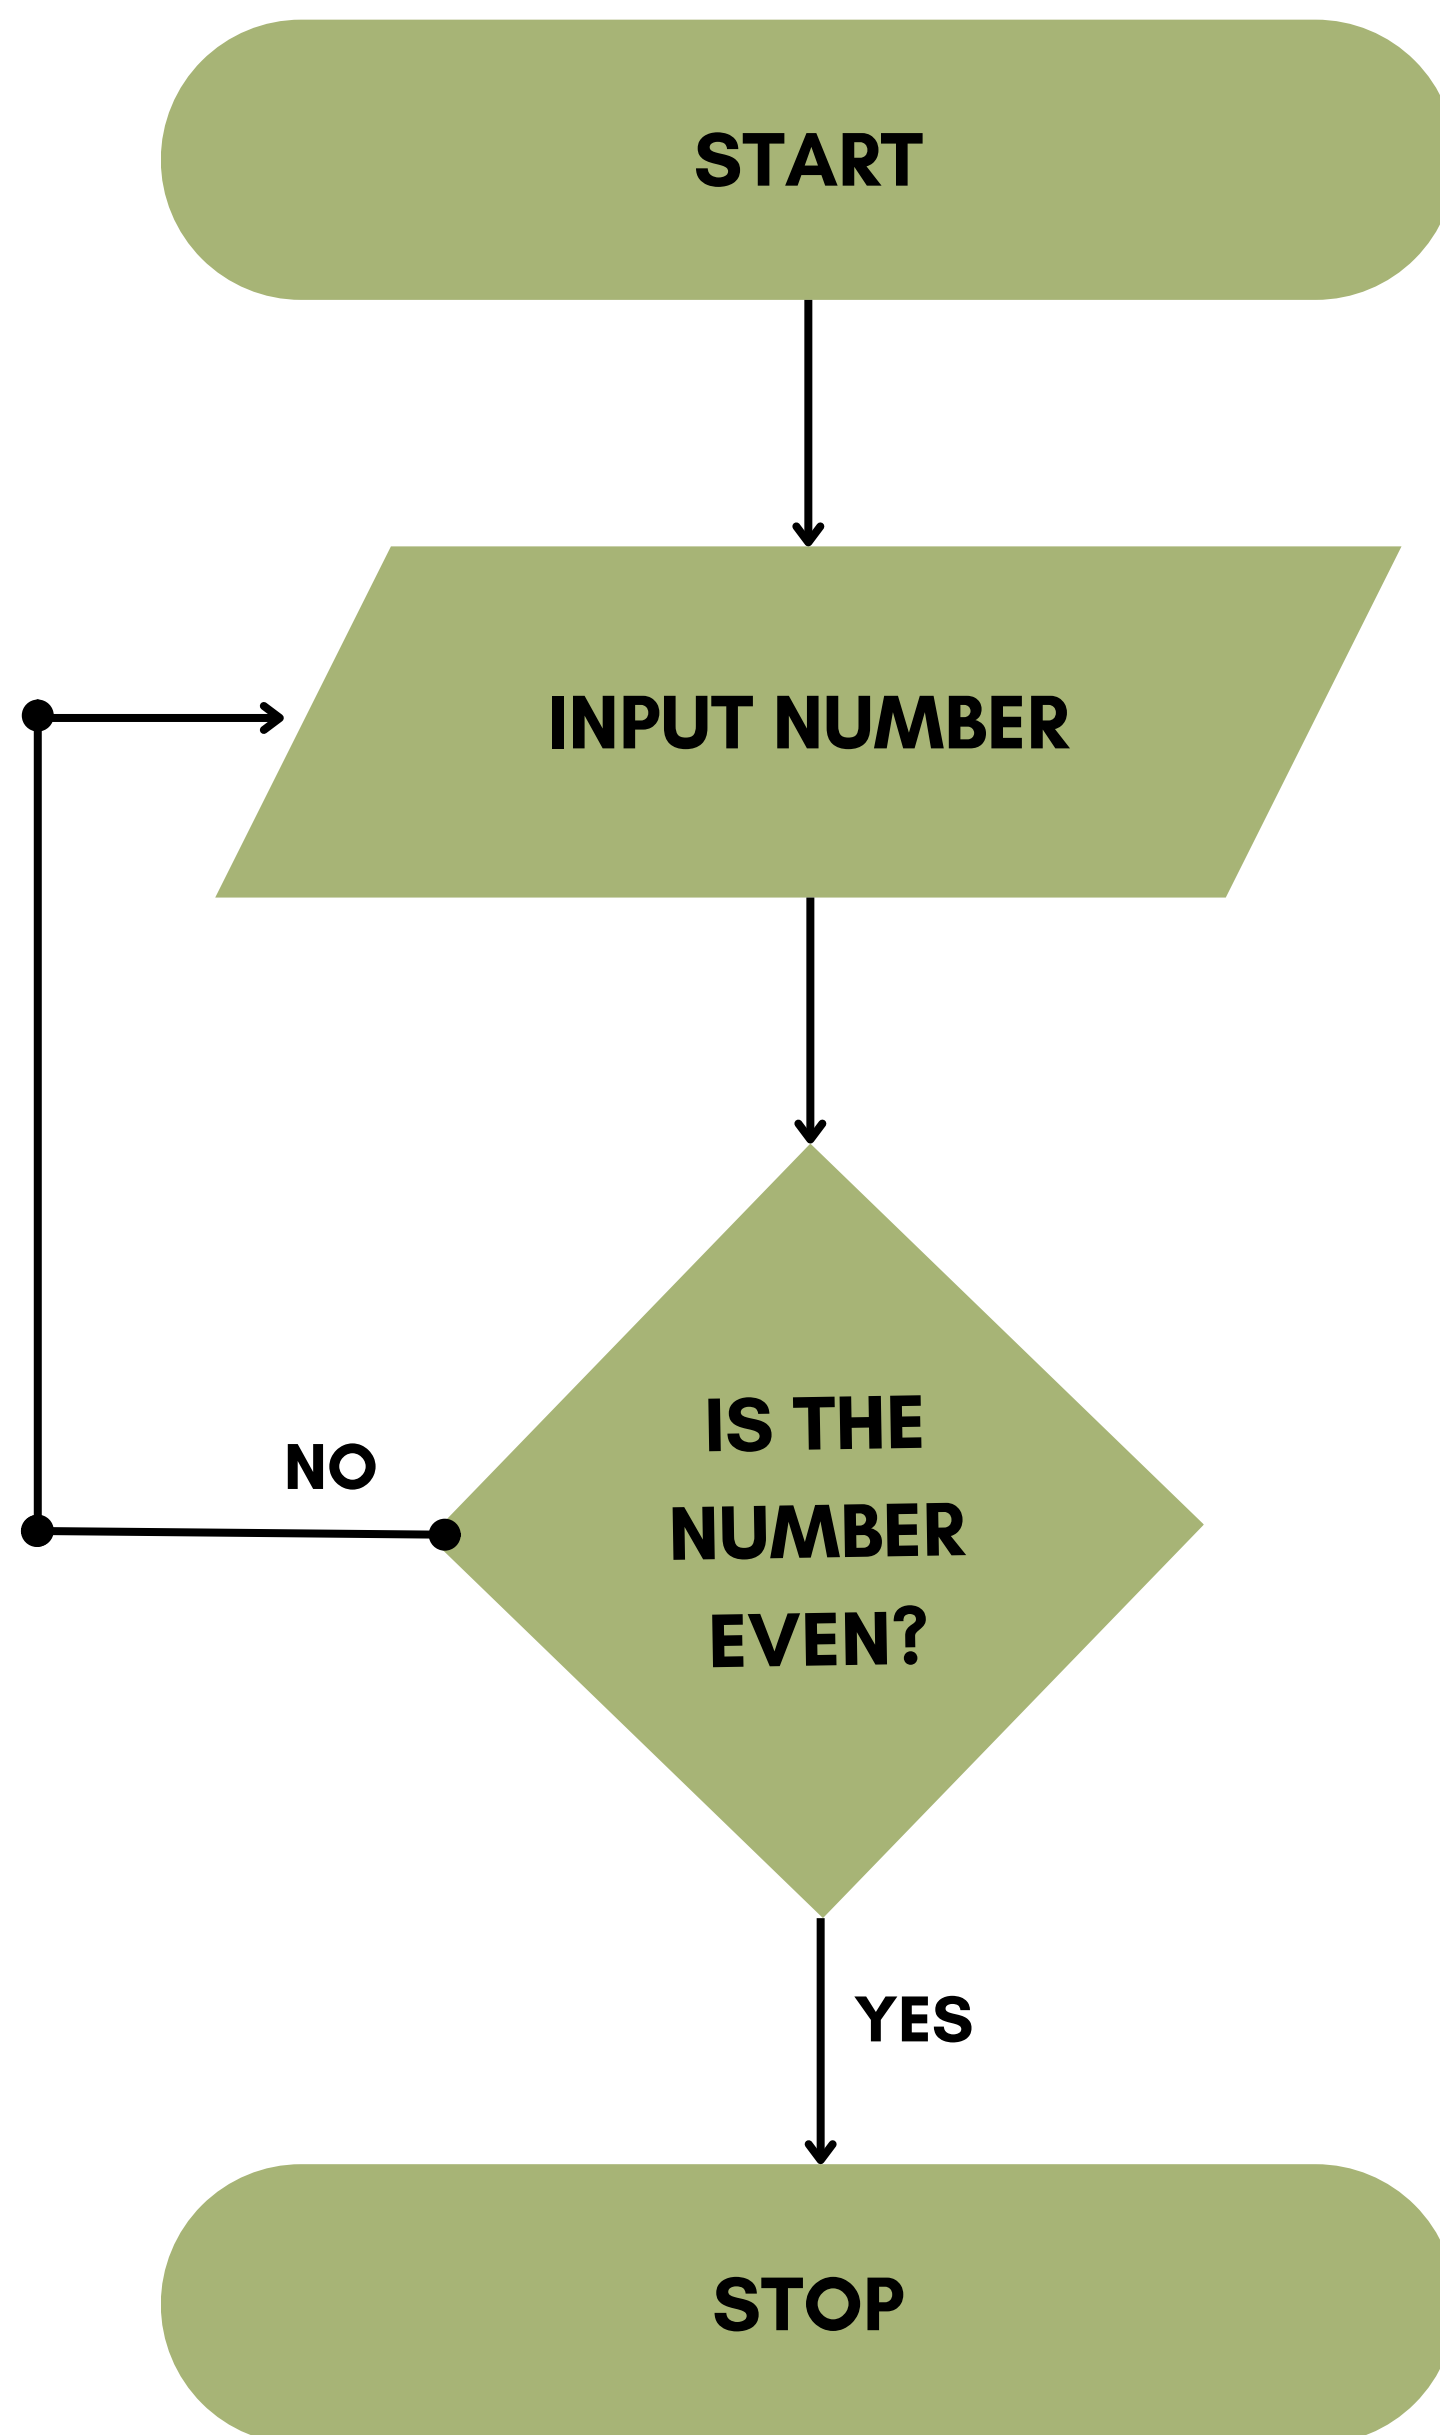 START
INPUT NUMBER
IS THE
NUMBER
EVEN?
NO
YES
STOP